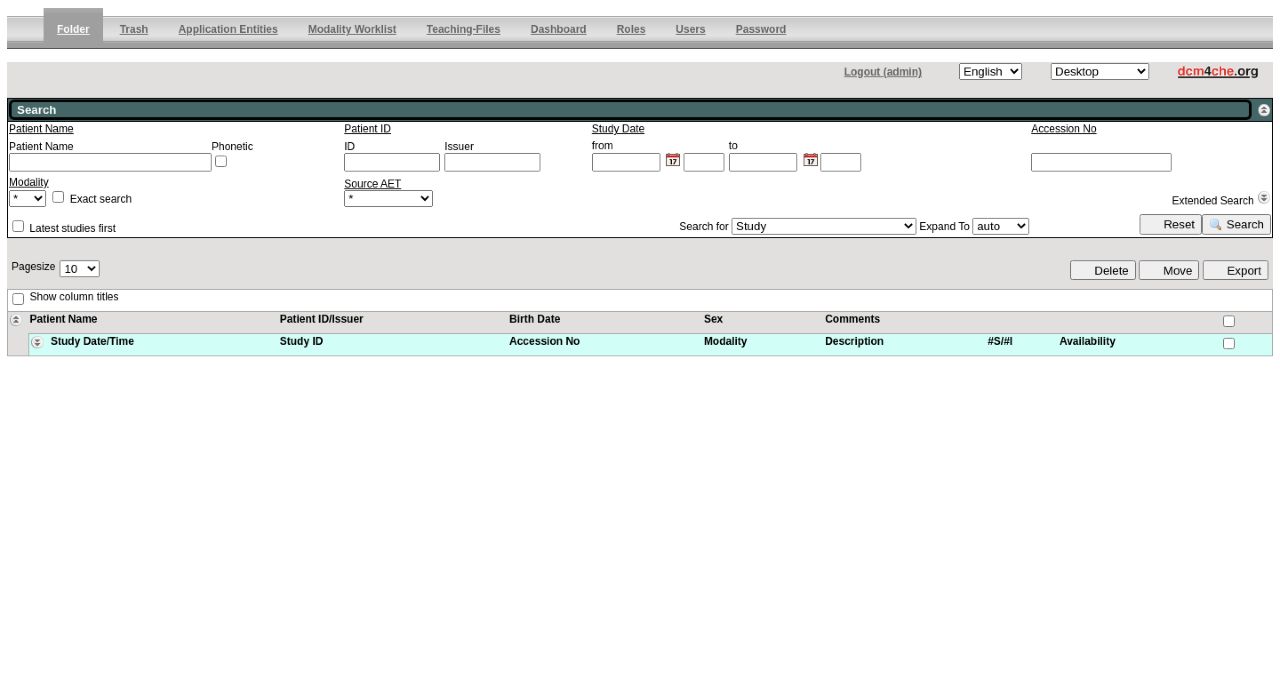 Folder Trash Application Entities Modality Worklist Teaching-Files Dashboard Roles Users Password
Logout (admin) English Desktop dcm4che.org
Search
Patient Name Patient ID Study Date Accession No
Patient Name Phonetic ID Issuer from to
17 17
Modality Source AET
* Exact search * Extended Search
Latest studies first Search for Study Expand To auto Reset Search
Pagesize 10 Delete Move Export
Show column titles
Patient Name Patient ID/Issuer Birth Date Sex Comments
Study Date/Time Study ID Accession No Modality Description #S/#I Availability